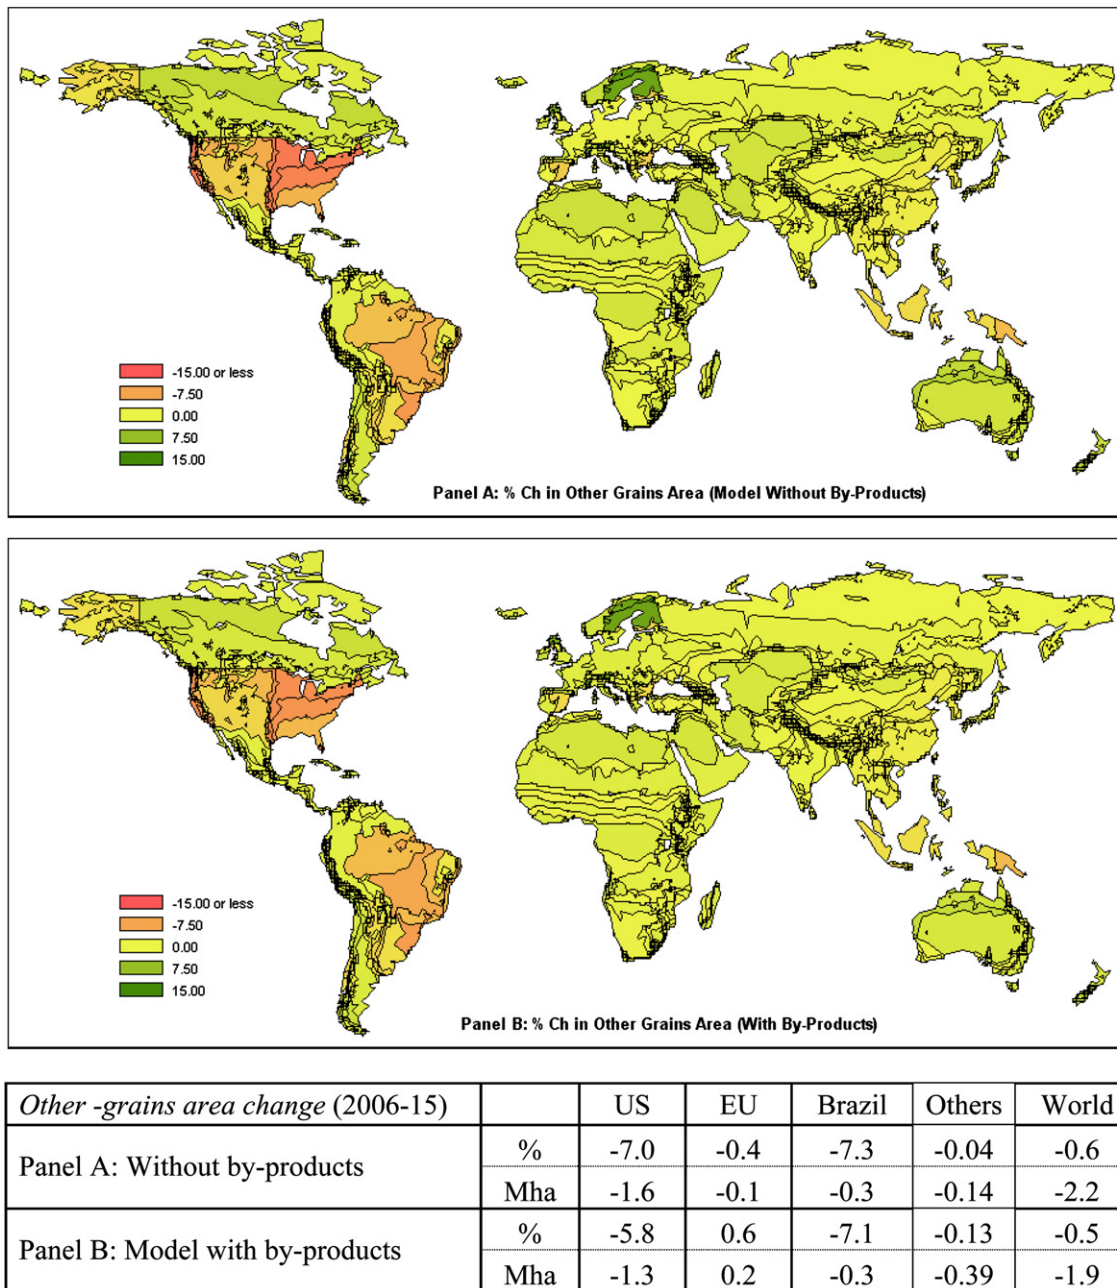 -15.00 or less
-7.50
0.00
7.50
15.00
Panel A: % Ch in Other Grains Area (Model Without By-Products)
-15.00 or less
-7.50
0.00
7.50
15.00
Panel B: % Ch in Other Grains Area (With By-Products)
Other -grains area change (2006-15) US EU Brazil Others World
Panel A: Without by-products % -7.0 -0.4 -7.3 -0.04 -0.6
Mha -1.6 -0.1 -0.3 -0.14 -2.2
Panel B: Model with by-products % -5.8 0.6 -7.1 -0.13 -0.5
Mha -1.3 0.2 -0.3 -0.39 -1.9